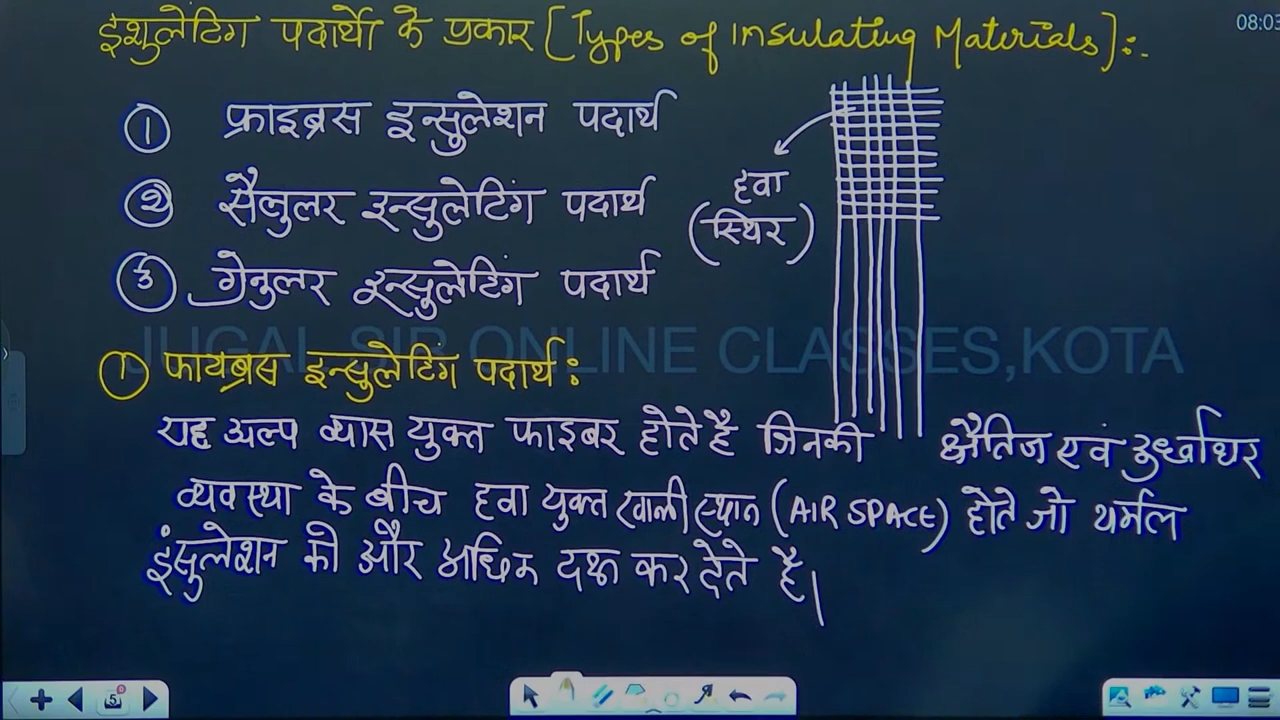 इंशुलेटिंग पदार्थो के प्रकार (Types of Insulating Materials):-
08:03
① फ्राइब्रस इन्सुलेशन पदार्थ
② सैलुलर इन्सुलेटिंग पदार्थ
③ ग्रेनुलर इन्सुलेटिंग पदार्थ
हवा
(स्थिर)
JUGAL SIR ONLINE CLASSES,KOTA
① फायब्रस इन्सुलेटिंग पदार्थ:
यह अल्प व्यास युक्त फाइबर होते है जिनकी क्षैतिज एवं उर्ध्वाधर
व्यवस्था के बीच हवा युक्त खाली स्थान (AIR SPACE) होते जो थर्मल
इंसुलेशन को और अधिक दक्ष कर देते है।
5